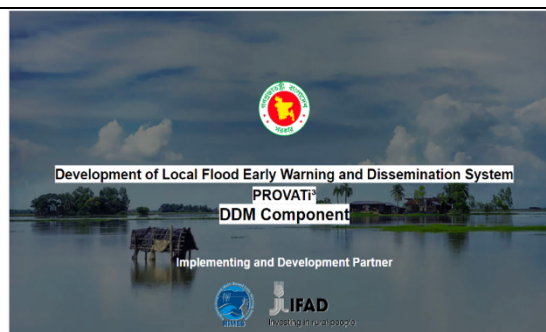 Development of Local Flood Early Warning and Dissemination System
PROVATi³
DDM Component
Implementing and Development Partner
RIMES
IFAD
Investing in rural people